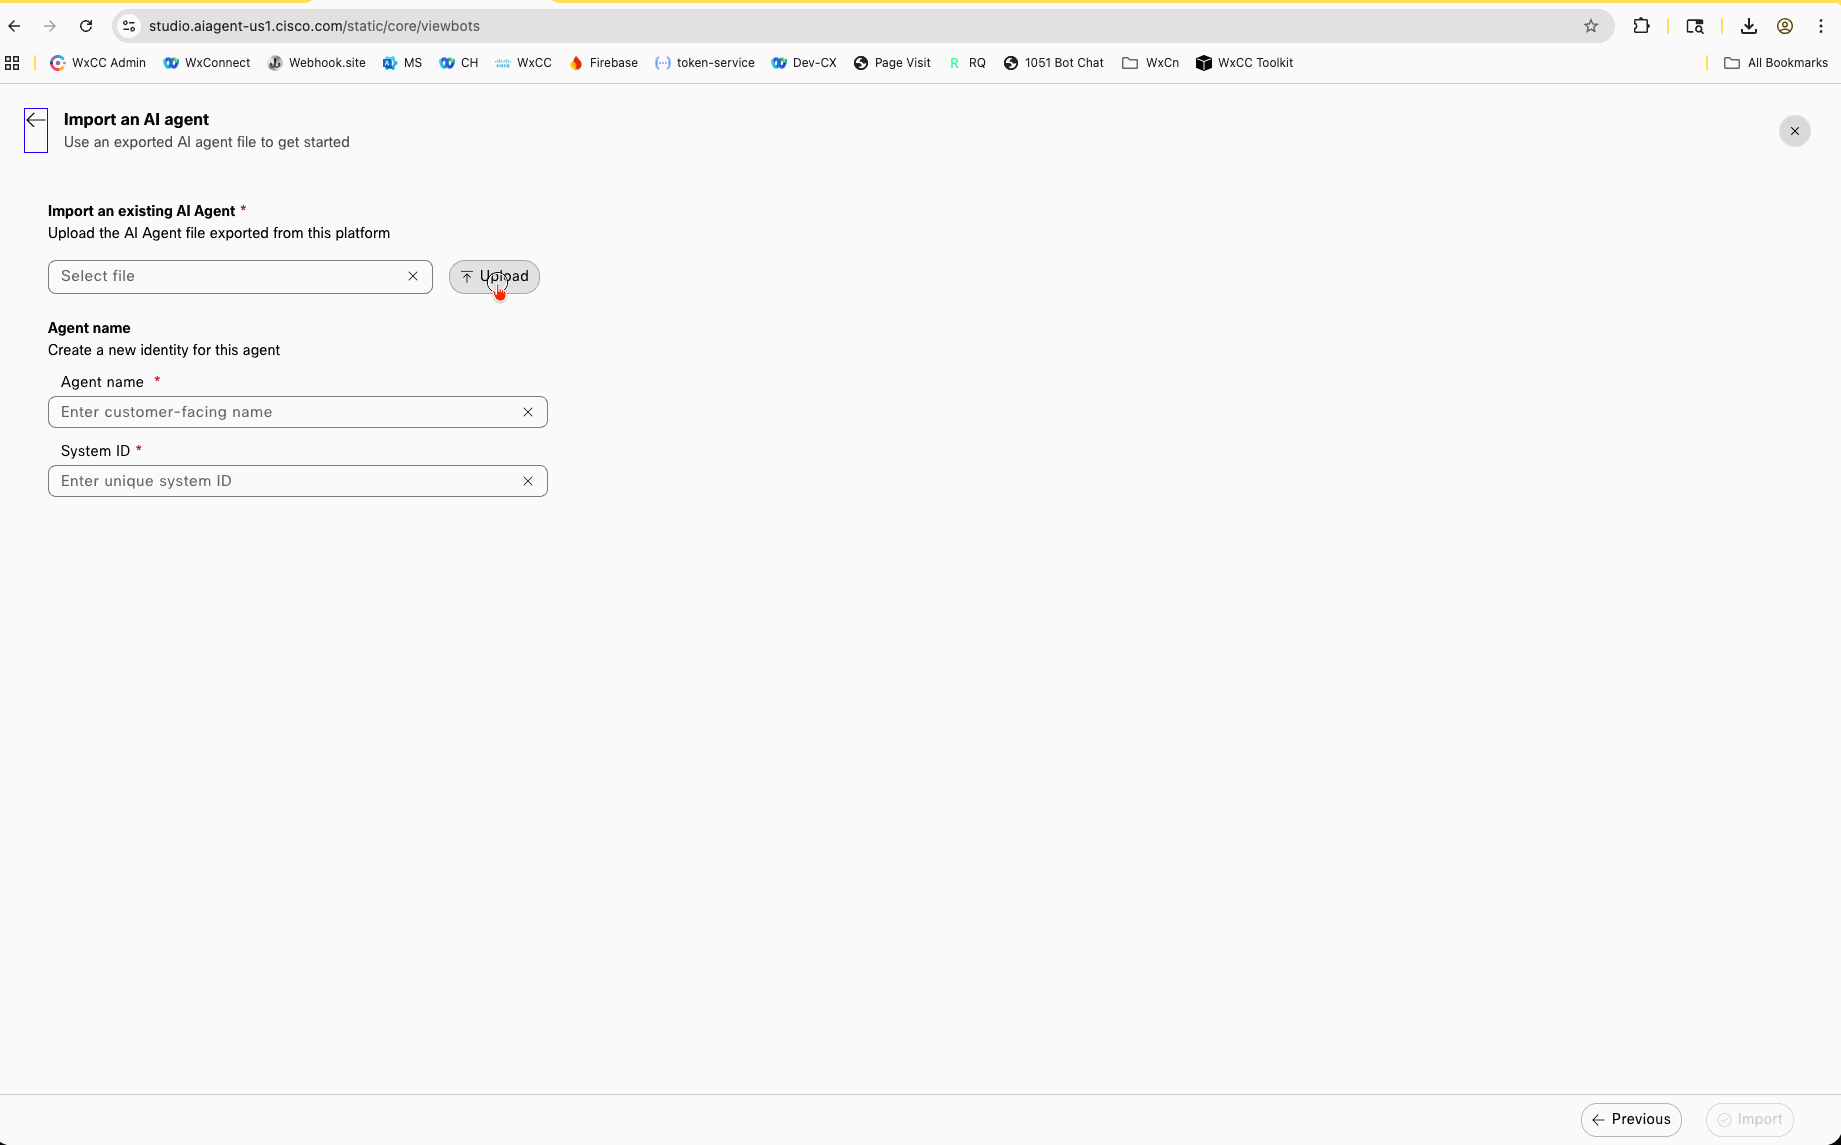 studio.aiagent-us1.cisco.com/static/core/viewbots
WxCC Admin WxConnect Webhook.site MS CH WxCC Firebase token-service Dev-CX Page Visit RQ 1051 Bot Chat WxCn WxCC Toolkit All Bookmarks
Import an AI agent
Use an exported AI agent file to get started
Import an existing AI Agent *
Upload the AI Agent file exported from this platform
Select file Upload
Agent name
Create a new identity for this agent
Agent name *
Enter customer-facing name
System ID *
Enter unique system ID
Previous Import